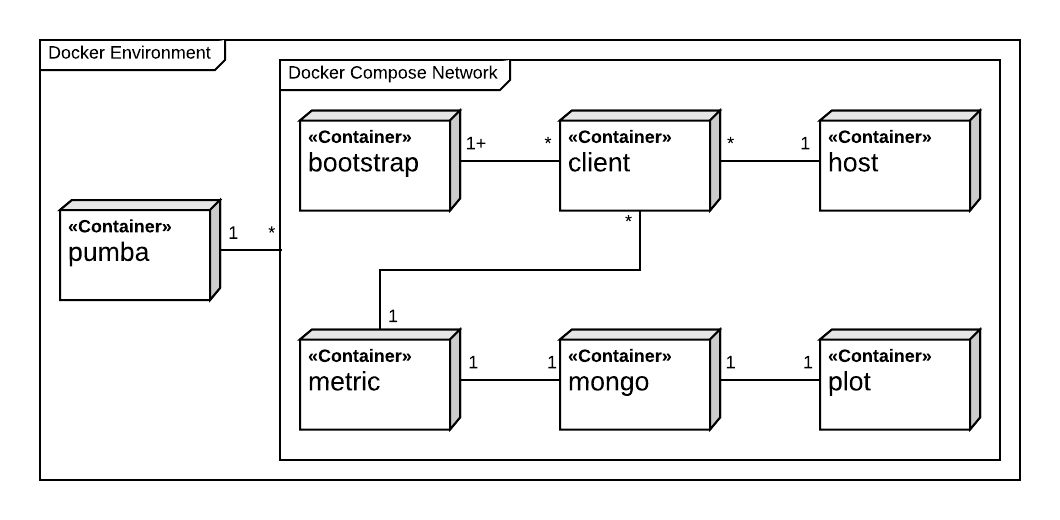 Docker Environment
Docker Compose Network
«Container»
bootstrap
1+
*
«Container»
client
*
1
«Container»
host
«Container»
pumba
1
*
*
1
«Container»
metric
1
1
«Container»
mongo
1
1
«Container»
plot